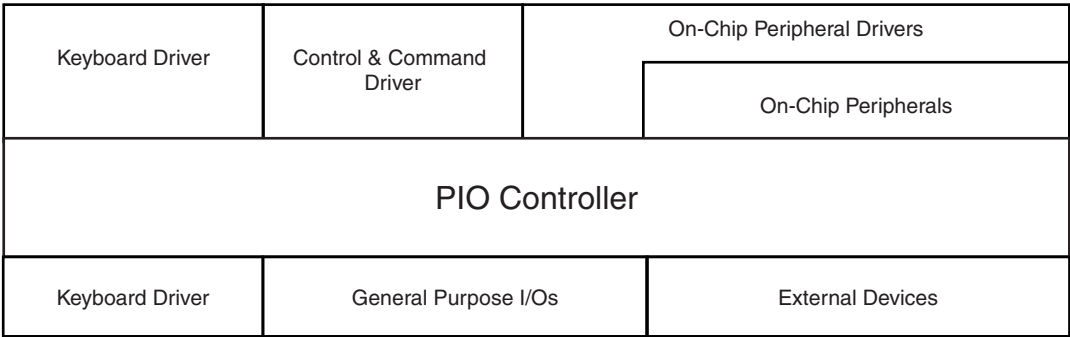 Keyboard Driver
Control & Command
Driver
On-Chip Peripheral Drivers
On-Chip Peripherals
PIO Controller
Keyboard Driver
General Purpose I/Os
External Devices